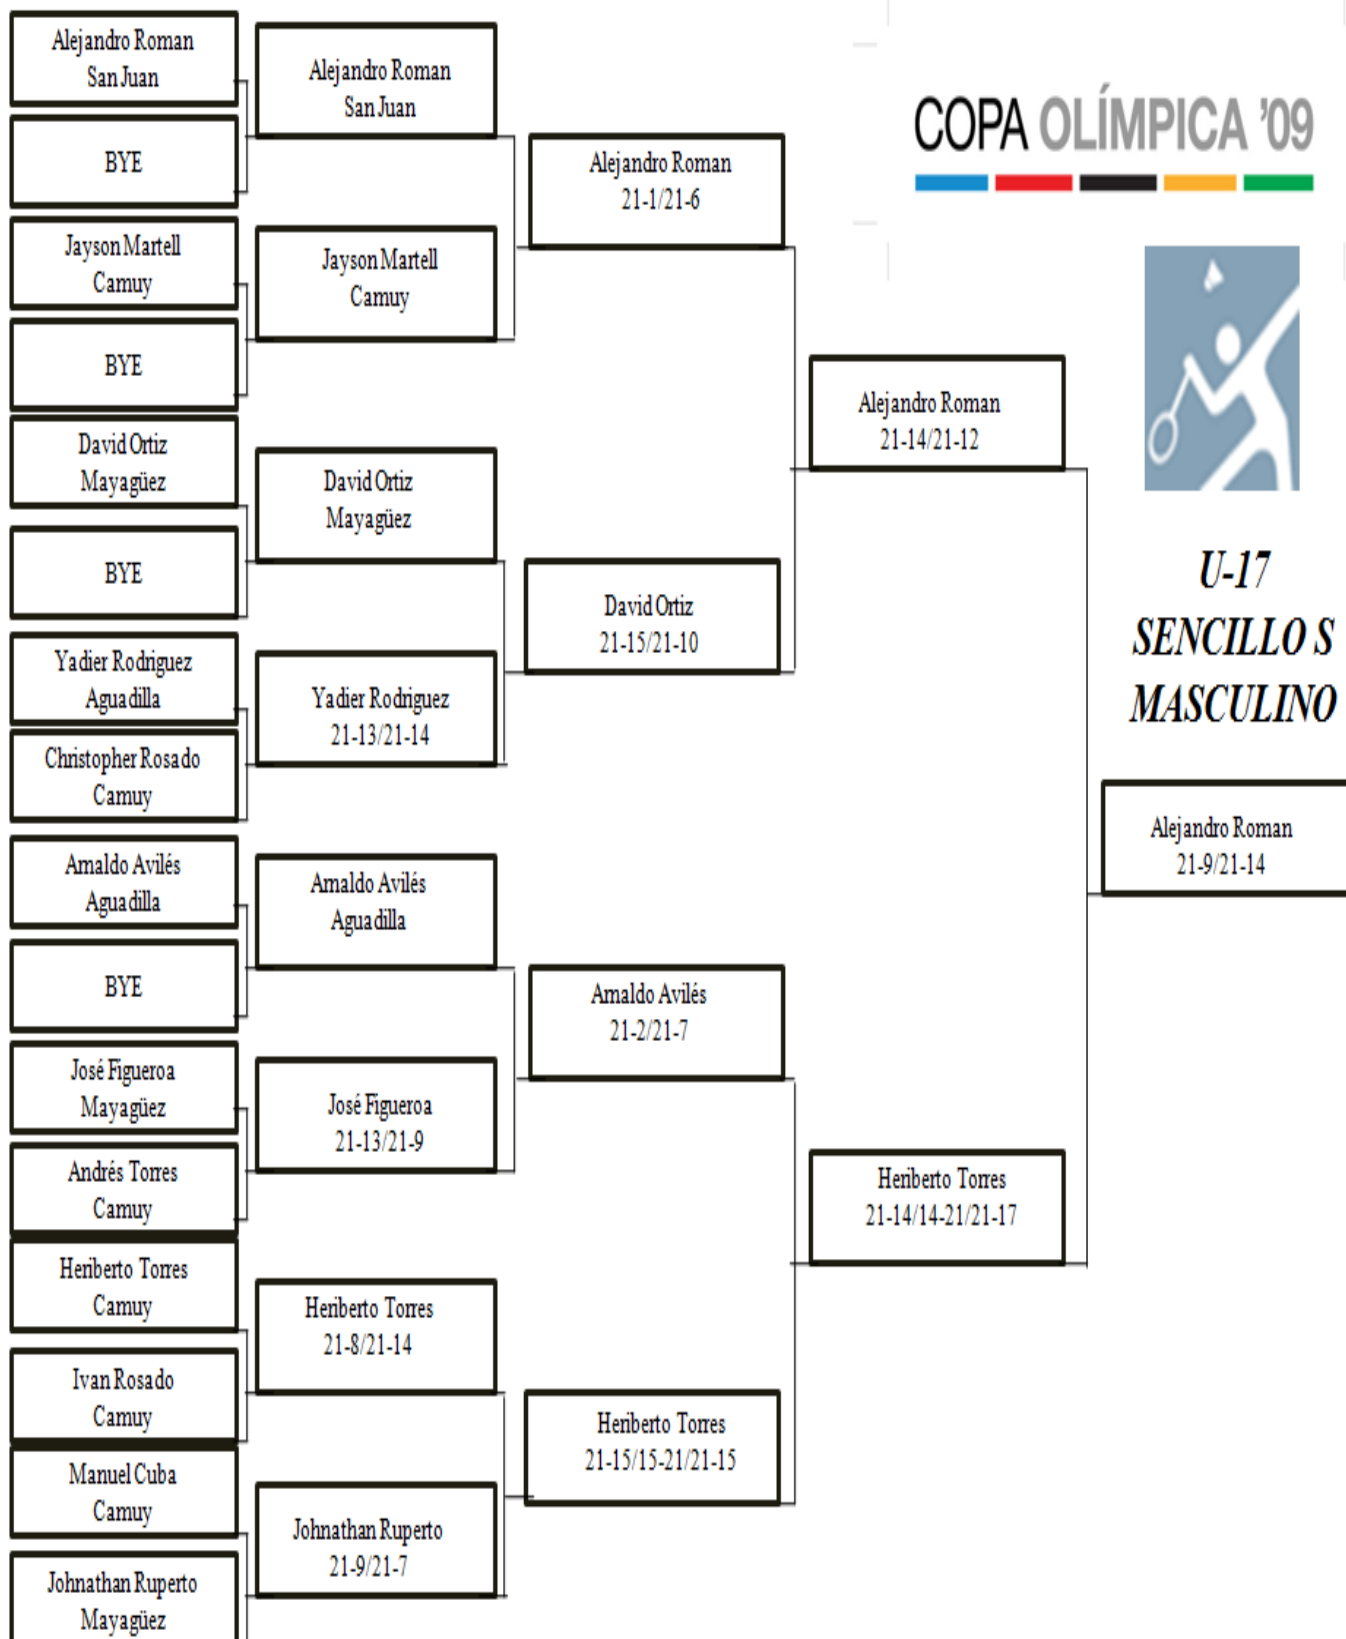 Alejandro Roman
San Juan
BYE
Jayson Martell
Camuy
BYE
David Ortiz
Mayagüez
BYE
Yadier Rodriguez
Aguadilla
Christopher Rosado
Camuy
Arnaldo Avilés
Aguadilla
BYE
José Figueroa
Mayagüez
Andrés Torres
Camuy
Heriberto Torres
Camuy
Ivan Rosado
Camuy
Manuel Cuba
Camuy
Johnathan Ruperto
Mayagüez
Alejandro Roman
San Juan
Jayson Martell
Camuy
David Ortiz
Mayagüez
Yadier Rodriguez
21-13/21-14
Arnaldo Avilés
Aguadilla
José Figueroa
21-13/21-9
Heriberto Torres
21-8/21-14
Johnathan Ruperto
21-9/21-7
Alejandro Roman
21-1/21-6
David Ortiz
21-15/21-10
Arnaldo Avilés
21-2/21-7
Heriberto Torres
21-15/15-21/21-15
Alejandro Roman
21-14/21-12
Heriberto Torres
21-14/14-21/21-17
COPA OLÍMPICA '09
U-17
SENCILLO S
MASCULINO
Alejandro Roman
21-9/21-14